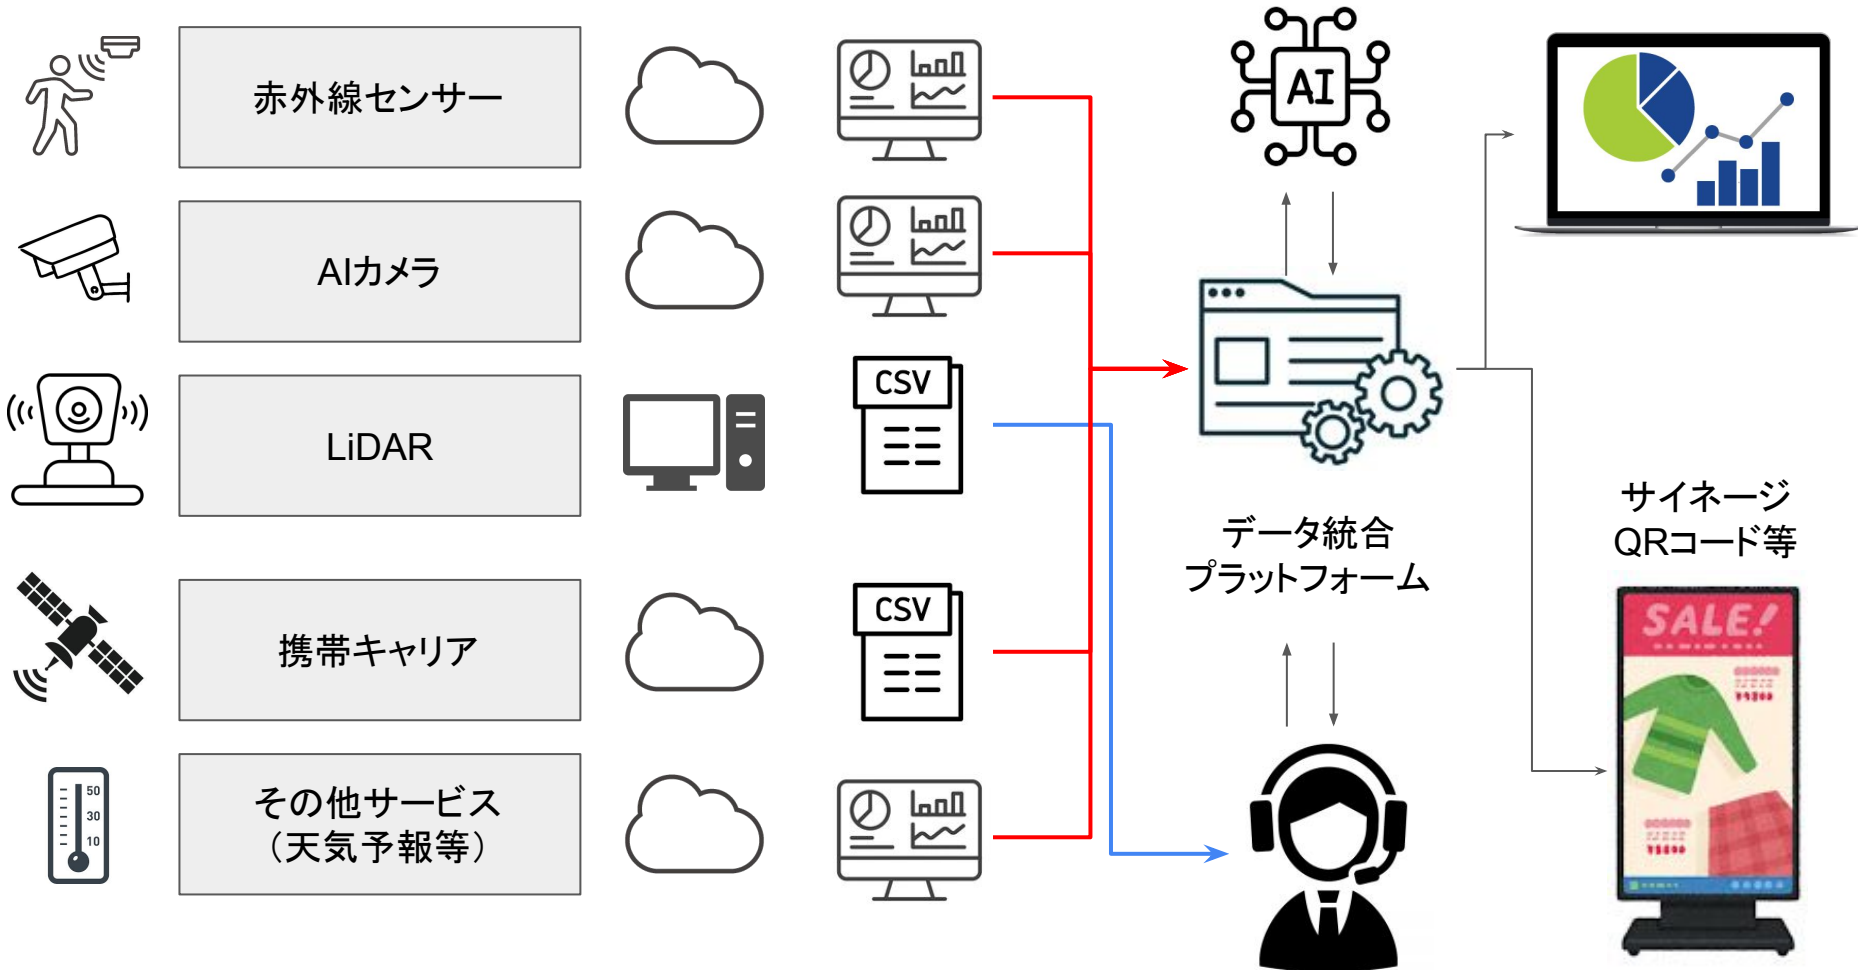 赤外線センサー
AI
AIカメラ
LiDAR
CSV
データ統合
プラットフォーム
サイネージ
QRコード等
携帯キャリア
CSV
SALE!
その他サービス
（天気予報等）
50
30
10